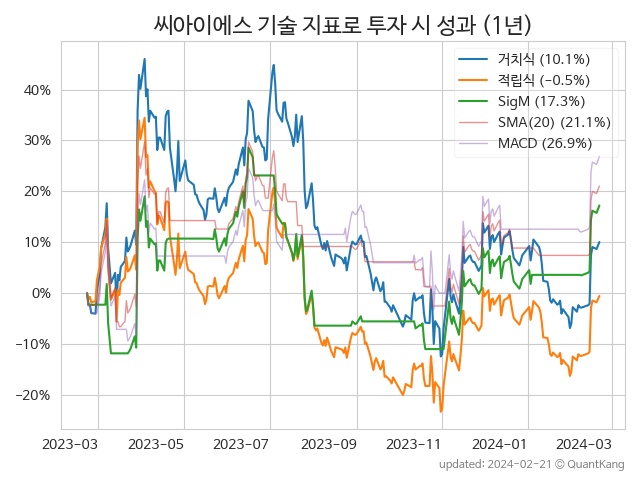 씨아이에스 기술 지표로 투자 시 성과 (1년)
거치식 (10.1%)
적립식 (−0.5%)
SigM (17.3%)
SMA(20) (21.1%)
MACD (26.9%)
40%
30%
20%
10%
0%
−10%
−20%
2023-03 2023-05 2023-07 2023-09 2023-11 2024-01 2024-03
updated: 2024-02-21 © QuantKang